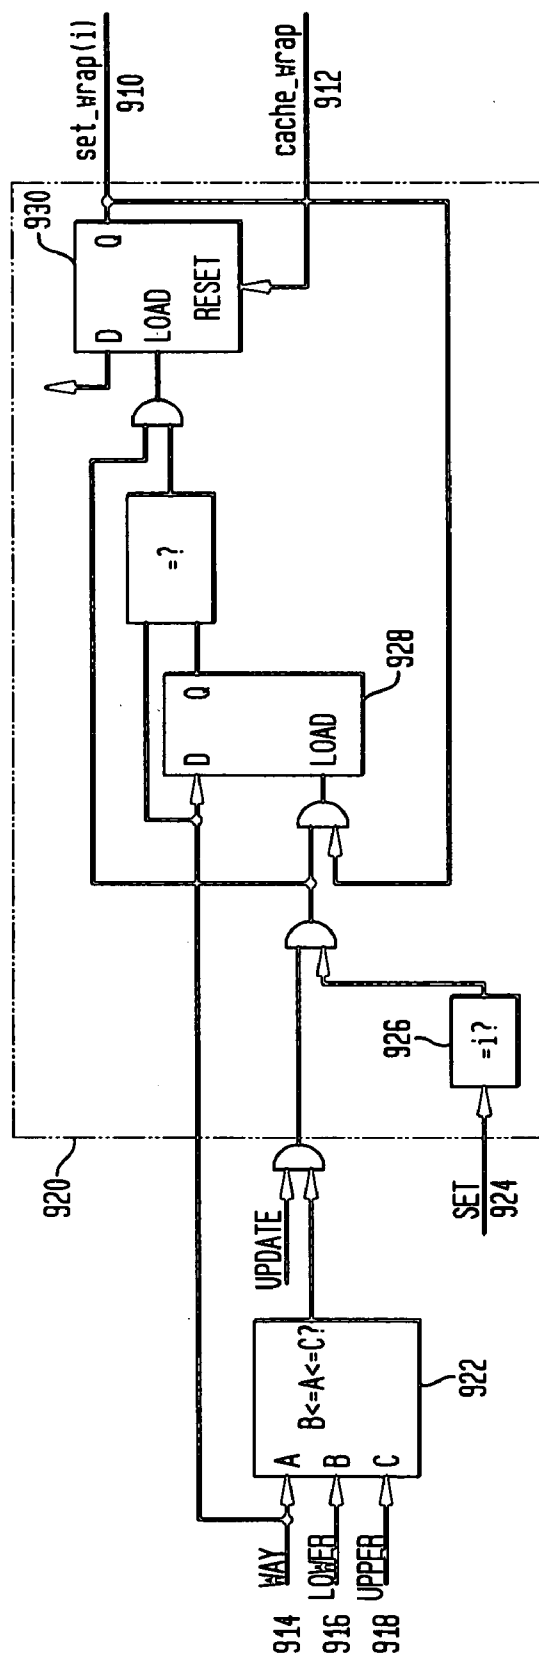 WAY
914
LOWER
916
UPPER
918
A
B
C
B<=A<=C?
922
UPDATE
920
SET
924
=i?
926
D
Q
LOAD
928
=?
D
Q
LOAD
RESET
930
set_wrap(i)
910
cache_wrap
912